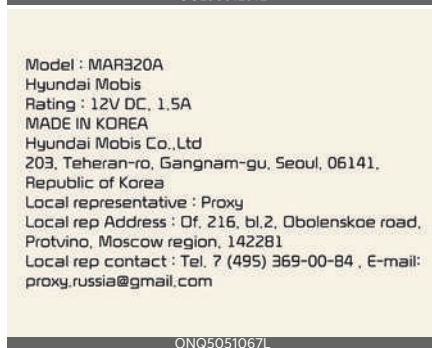 Model : MAR320A
Hyundai Mobis
Rating : 12V DC, 1.5A
MADE IN KOREA
Hyundai Mobis Co.,Ltd
203, Teheran-ro, Gangnam-gu, Seoul, 06141,
Republic of Korea
Local representative : Proxy
Local rep Address : Of. 216, bl.2, Obolenskoe road,
Protvino, Moscow region, 142281
Local rep contact : Tel. 7 (495) 369-00-84 , E-mail:
proxy.russia@gmail.com
ONQ5051067L